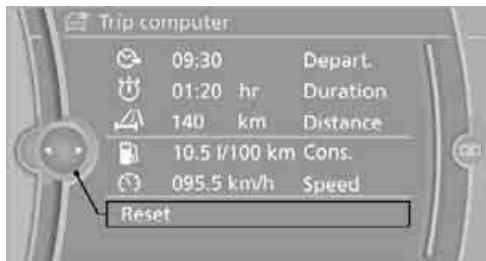 Trip computer
09:30 Depart.
01:20 hr Duration
140 km Distance
10.5 l/100 km Cons.
095.5 km/h Speed
Reset